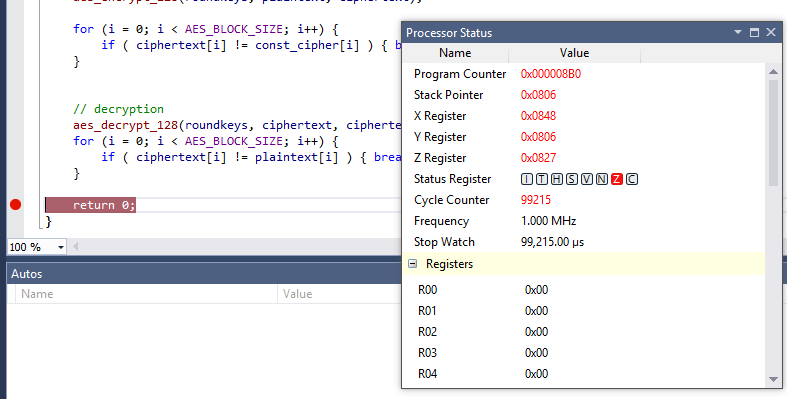 for (i = 0; i < AES_BLOCK_SIZE; i++) {
if ( ciphertext[i] != const_cipher[i] ) {
}
// decryption
aes_decrypt_128(roundkeys, ciphertext,
for (i = 0; i < AES_BLOCK_SIZE; i++) {
if ( ciphertext[i] != plaintext[i] ) {
}
return 0;
}
100 %
Autos
Name Value
Processor Status
Name Value
Program Counter 0x000008B0
Stack Pointer 0x0806
X Register 0x0848
Y Register 0x0806
Z Register 0x0827
Status Register I T H S V N Z C
Cycle Counter 99215
Frequency 1.000 MHz
Stop Watch 99,215.00 µs
Registers
R00 0x00
R01 0x00
R02 0x00
R03 0x00
R04 0x00